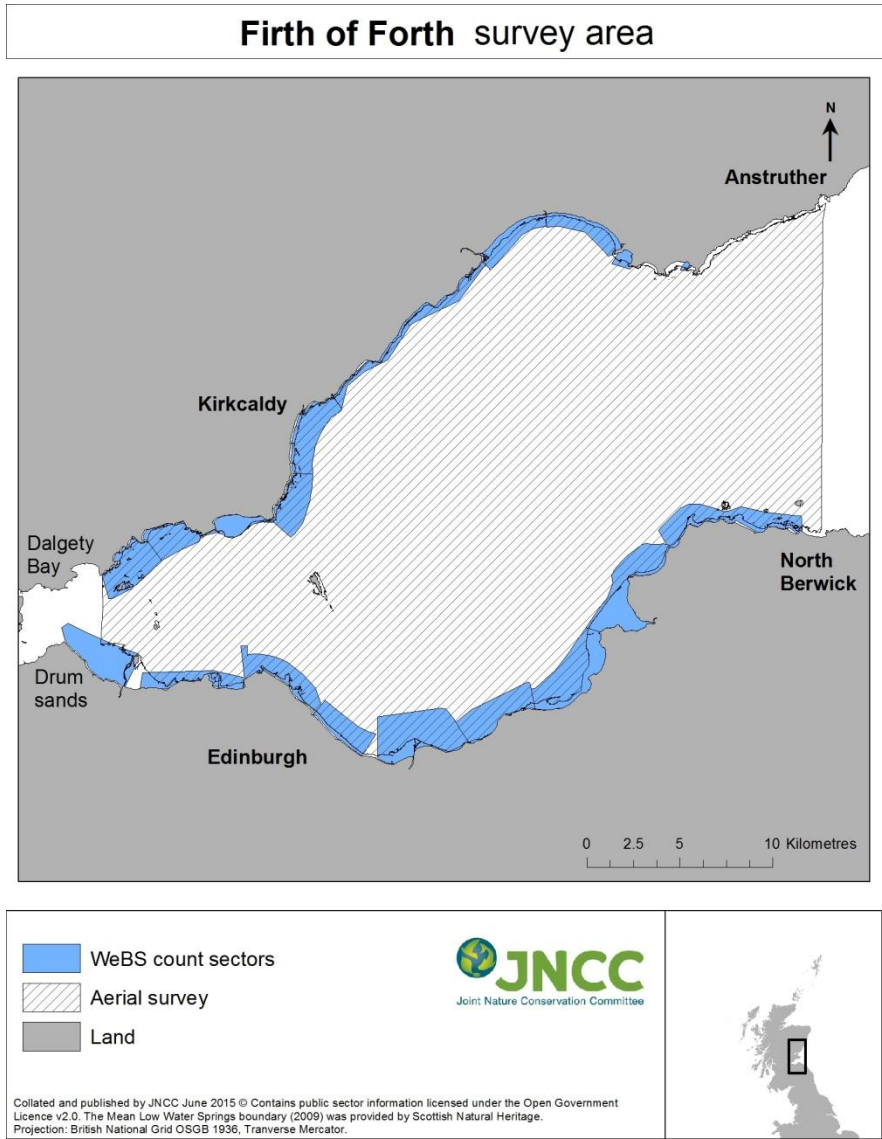 Firth of Forth survey area
N
Anstruther
Kirkcaldy
Dalgety
Bay
North
Berwick
Drum
sands
Edinburgh
0 2.5 5 10 Kilometres
WeBS count sectors
Aerial survey
Land
JNCC
Joint Nature Conservation Committee
Collated and published by JNCC June 2015 © Contains public sector information licensed under the Open Government
Licence v2.0. The Mean Low Water Springs boundary (2009) was provided by Scottish Natural Heritage.
Projection: British National Grid OSGB 1936, Tranverse Mercator.